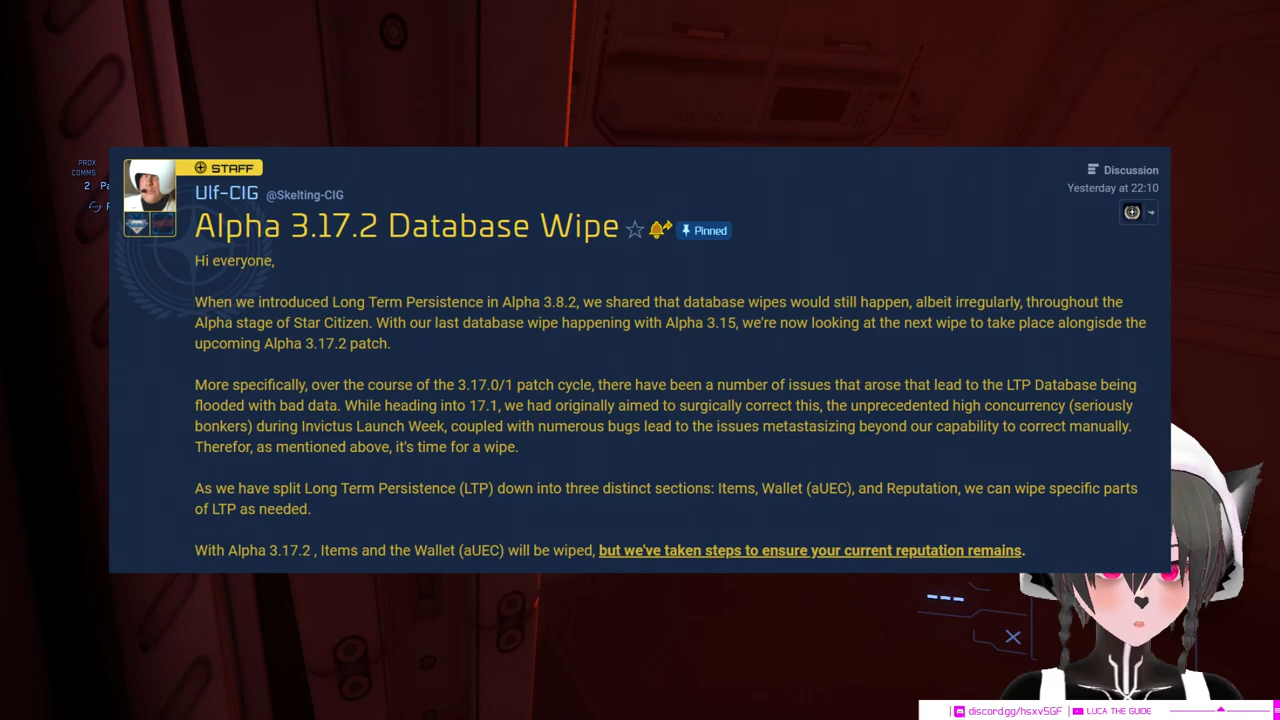 PROX
COMMS
2 Pa
STAFF
Ulf-CIG @Skelting-CIG
Discussion
Yesterday at 22:10
Alpha 3.17.2 Database Wipe Pinned
Hi everyone,
When we introduced Long Term Persistence in Alpha 3.8.2, we shared that database wipes would still happen, albeit irregularly, throughout the
Alpha stage of Star Citizen. With our last database wipe happening with Alpha 3.15, we're now looking at the next wipe to take place alongisde the
upcoming Alpha 3.17.2 patch.
More specifically, over the course of the 3.17.0/1 patch cycle, there have been a number of issues that arose that lead to the LTP Database being
flooded with bad data. While heading into 17.1, we had originally aimed to surgically correct this, the unprecedented high concurrency (seriously
bonkers) during Invictus Launch Week, coupled with numerous bugs lead to the issues metastasizing beyond our capability to correct manually.
Therefor, as mentioned above, it's time for a wipe.
As we have split Long Term Persistence (LTP) down into three distinct sections: Items, Wallet (aUEC), and Reputation, we can wipe specific parts
of LTP as needed.
With Alpha 3.17.2 , Items and the Wallet (aUEC) will be wiped, but we've taken steps to ensure your current reputation remains.
discord.gg/hsxv5GF LUCA THE GUIDE